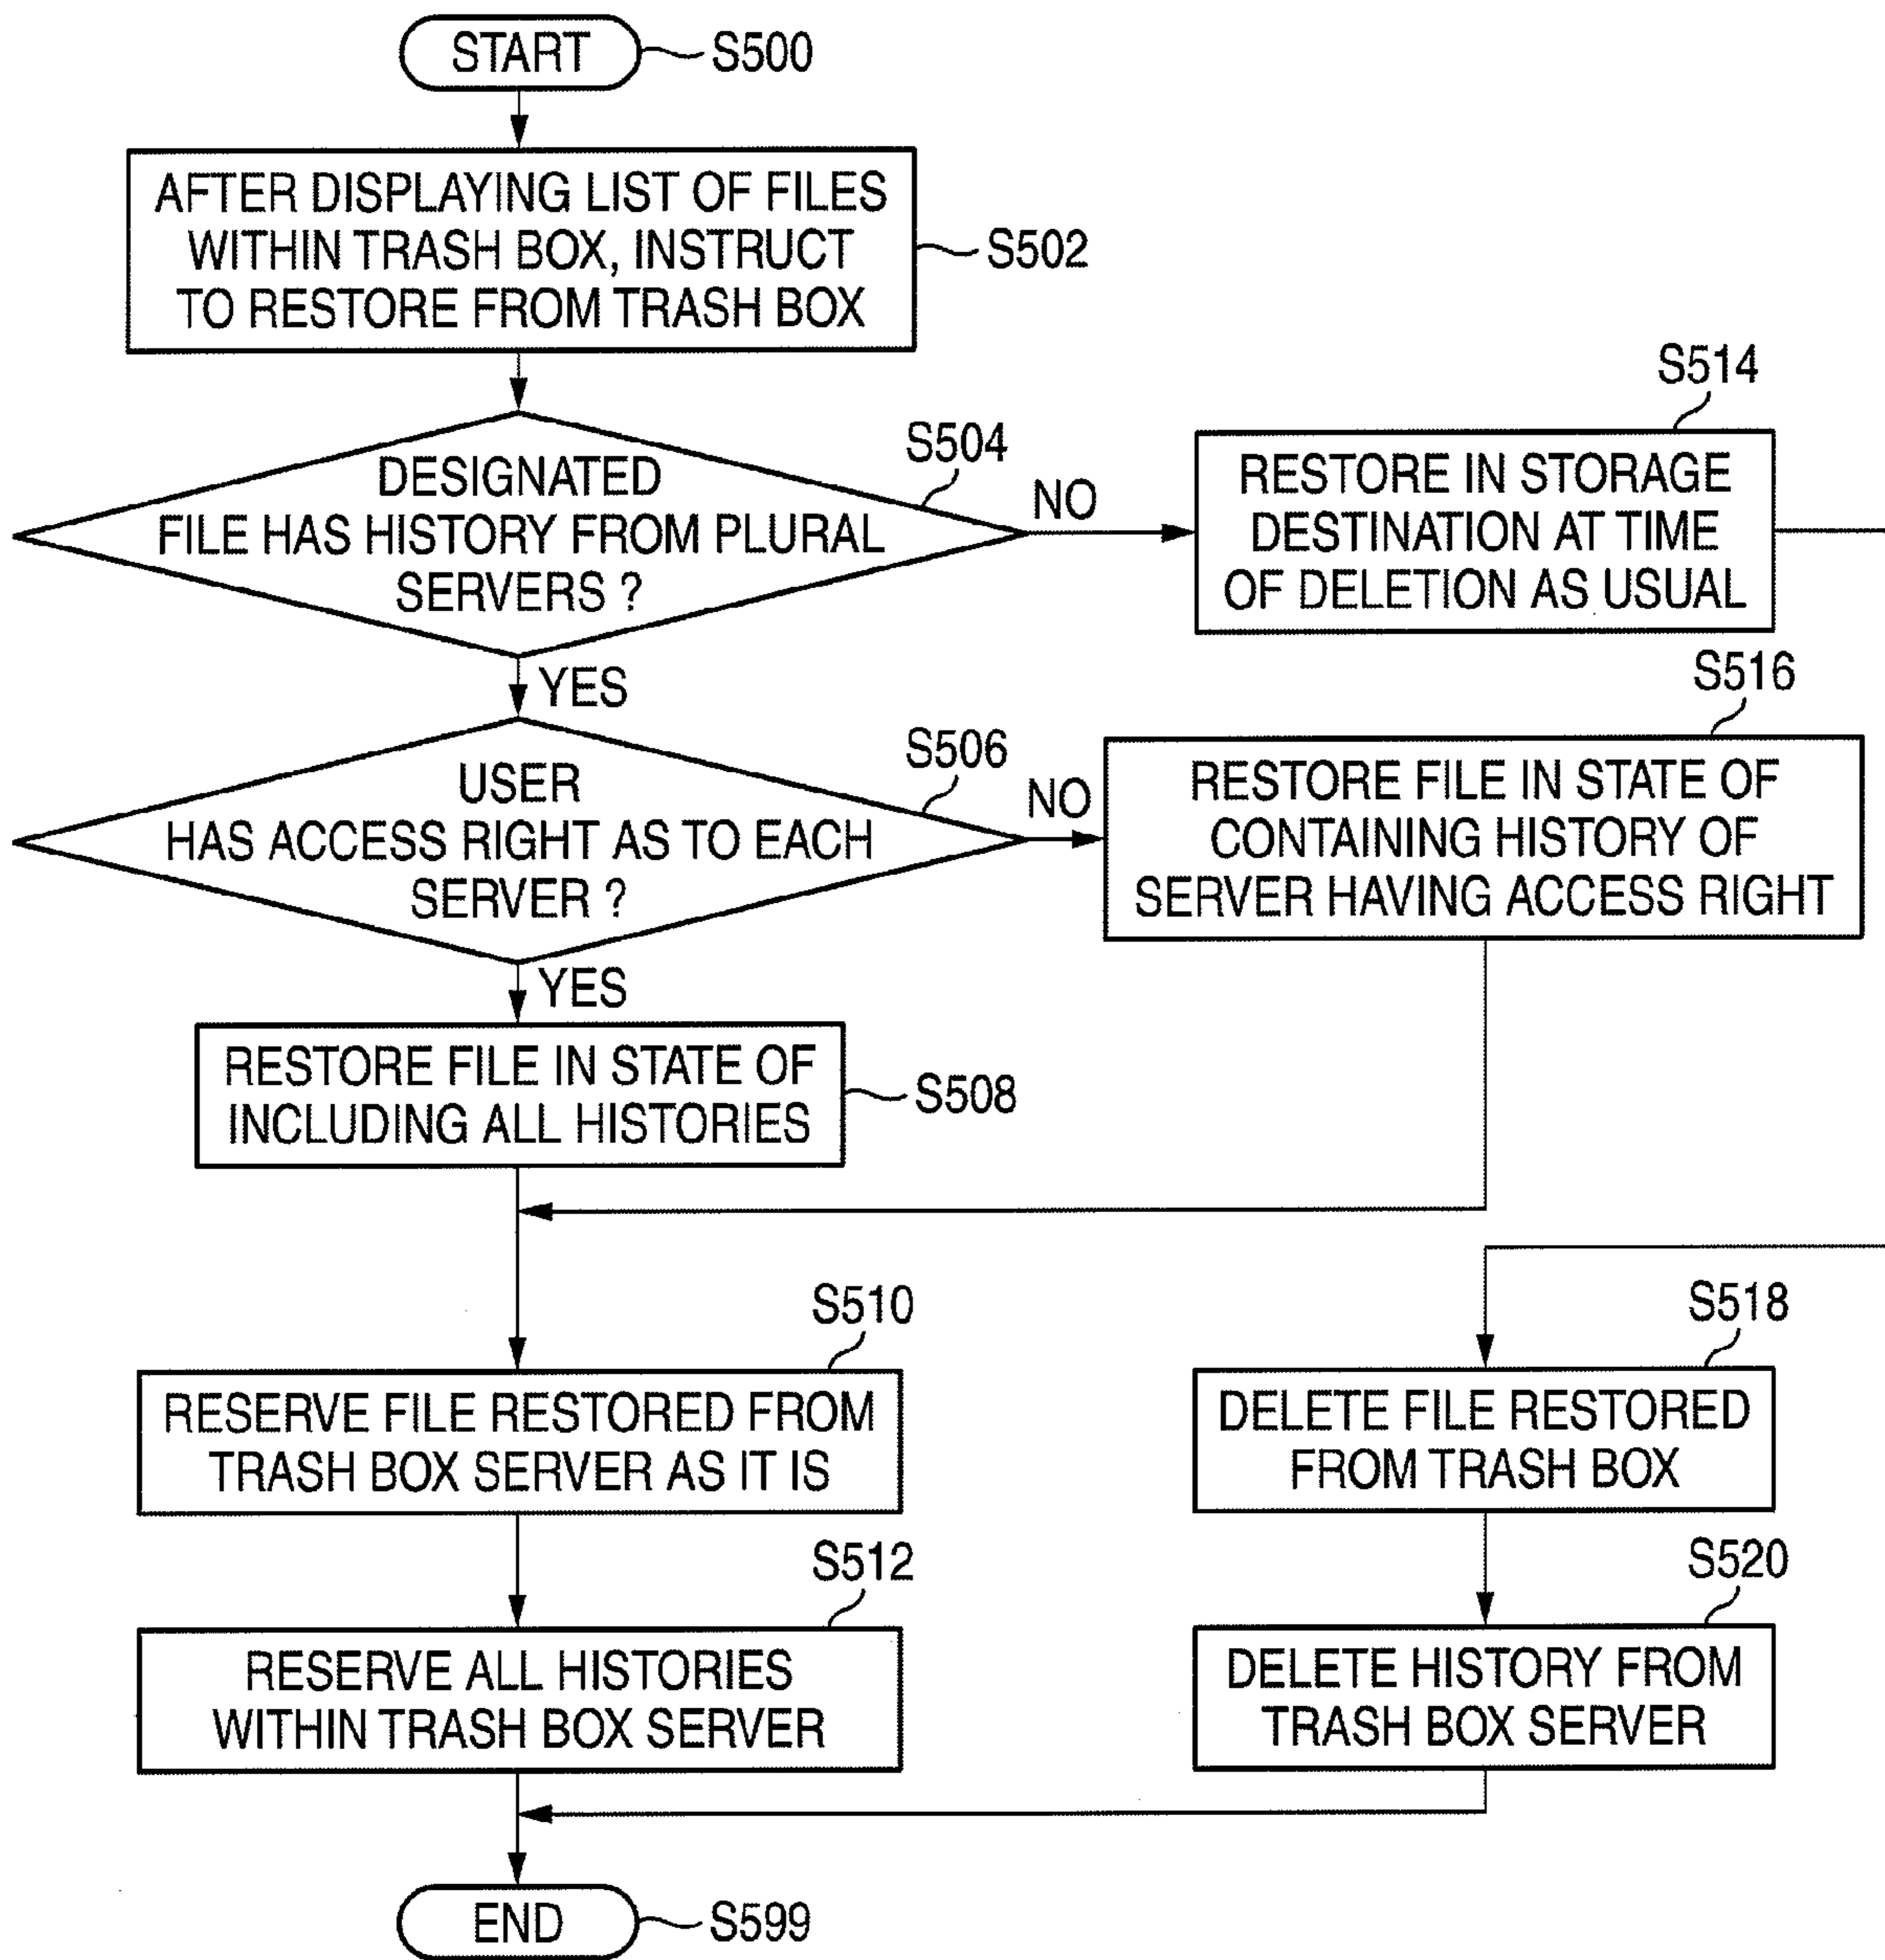 START
S500
AFTER DISPLAYING LIST OF FILES
WITHIN TRASH BOX, INSTRUCT
TO RESTORE FROM TRASH BOX
S502
DESIGNATED
FILE HAS HISTORY FROM PLURAL
SERVERS ?
S504
NO
YES
S514
RESTORE IN STORAGE
DESTINATION AT TIME
OF DELETION AS USUAL
USER
HAS ACCESS RIGHT AS TO EACH
SERVER ?
S506
NO
YES
S516
RESTORE FILE IN STATE OF
CONTAINING HISTORY OF
SERVER HAVING ACCESS RIGHT
RESTORE FILE IN STATE OF
INCLUDING ALL HISTORIES
S508
S510
RESERVE FILE RESTORED FROM
TRASH BOX SERVER AS IT IS
S518
DELETE FILE RESTORED
FROM TRASH BOX
S512
RESERVE ALL HISTORIES
WITHIN TRASH BOX SERVER
S520
DELETE HISTORY FROM
TRASH BOX SERVER
END
S599